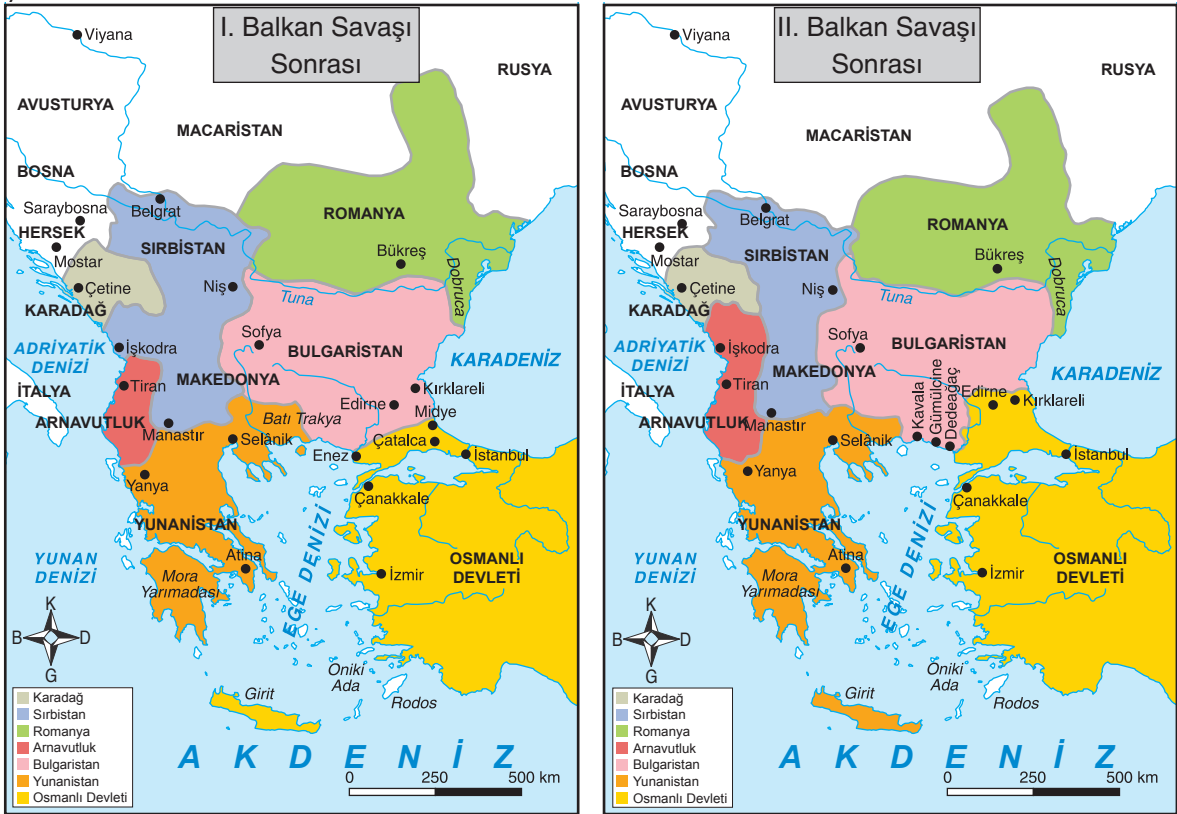 I. Balkan Savaşı
Sonrası
Viyana
RUSYA
AVUSTURYA
MACARİSTAN
BOSNA
Saraybosna
HERSEK
Mostar
Belgrat
ROMANYA
SIRBİSTAN
Bükreş
Dobruca
Çetine
KARADAĞ
Niş
Tuna
Sofya
BULGARİSTAN
KARADENİZ
ADRİYATİK
DENİZİ
İşkodra
İTALYA
Tiran
MAKEDONYA
Kırklareli
Edirne
Midye
ARNAVUTLUK
Batı Trakya
Manastır
Selânik
Çatalca
Enez
İstanbul
Yanya
Çanakkale
YUNANİSTAN
EGE DENİZİ
YUNAN
DENİZİ
Atina
OSMANLI
DEVLETİ
Mora
Yarımadası
İzmir
K
B
D
G
Oniki
Ada
Girit
Rodos
Karadağ
Sırbistan
Romanya
Arnavutluk
Bulgaristan
Yunanistan
Osmanlı Devleti
AKDENİZ
0 250 500 km
II. Balkan Savaşı
Sonrası
Viyana
RUSYA
AVUSTURYA
MACARİSTAN
BOSNA
Saraybosna
HERSEK
Mostar
Belgrat
ROMANYA
SIRBİSTAN
Bükreş
Dobruca
Çetine
KARADAĞ
Niş
Tuna
Sofya
BULGARİSTAN
KARADENİZ
ADRİYATİK
DENİZİ
İşkodra
İTALYA
Tiran
MAKEDONYA
Kavala
Gümülcine
Dedeağaç
Edirne
Kırklareli
ARNAVUTLUK
Manastır
Selânik
İstanbul
Yanya
Çanakkale
YUNANİSTAN
EGE DENİZİ
YUNAN
DENİZİ
Atina
OSMANLI
DEVLETİ
Mora
Yarımadası
İzmir
K
B
D
G
Oniki
Ada
Girit
Rodos
Karadağ
Sırbistan
Romanya
Arnavutluk
Bulgaristan
Yunanistan
Osmanlı Devleti
AKDENİZ
0 250 500 km